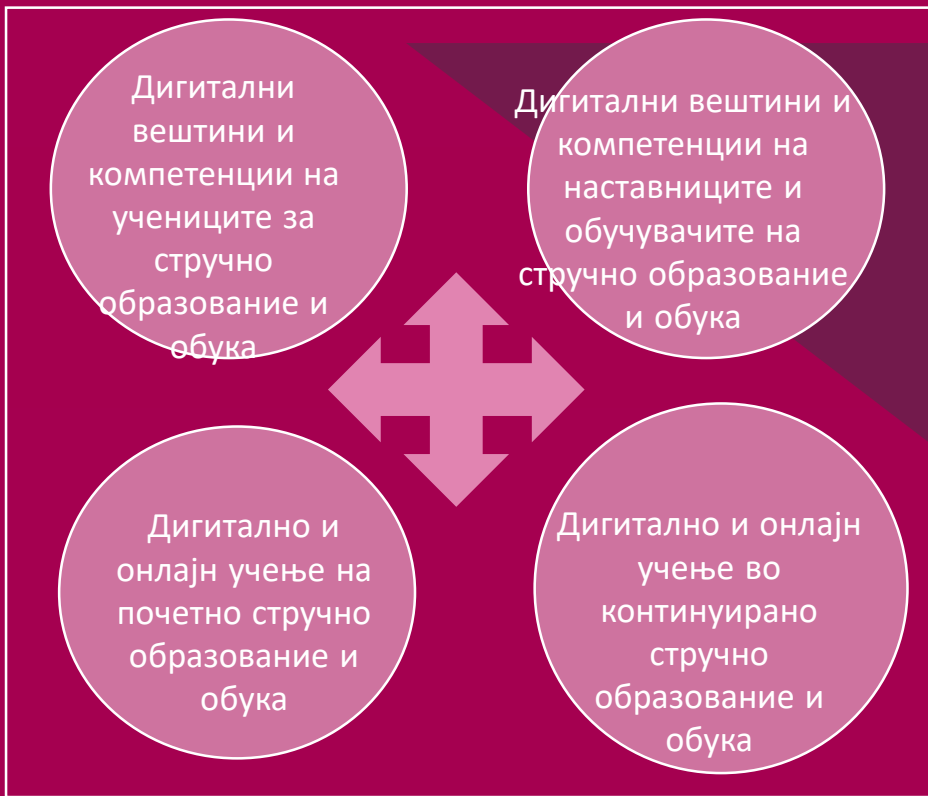 Дигитални
вештини и
компетенции на
учениците за
стручно
образование и
обука
Дигитални вештини и
компетенции на
наставниците и
обучувачите на
стручно образование
и обука
Дигитално и
онлајн учење на
почетно стручно
образование и
обука
Дигитално и онлајн
учење во
континуирано
стручно
образование и
обука